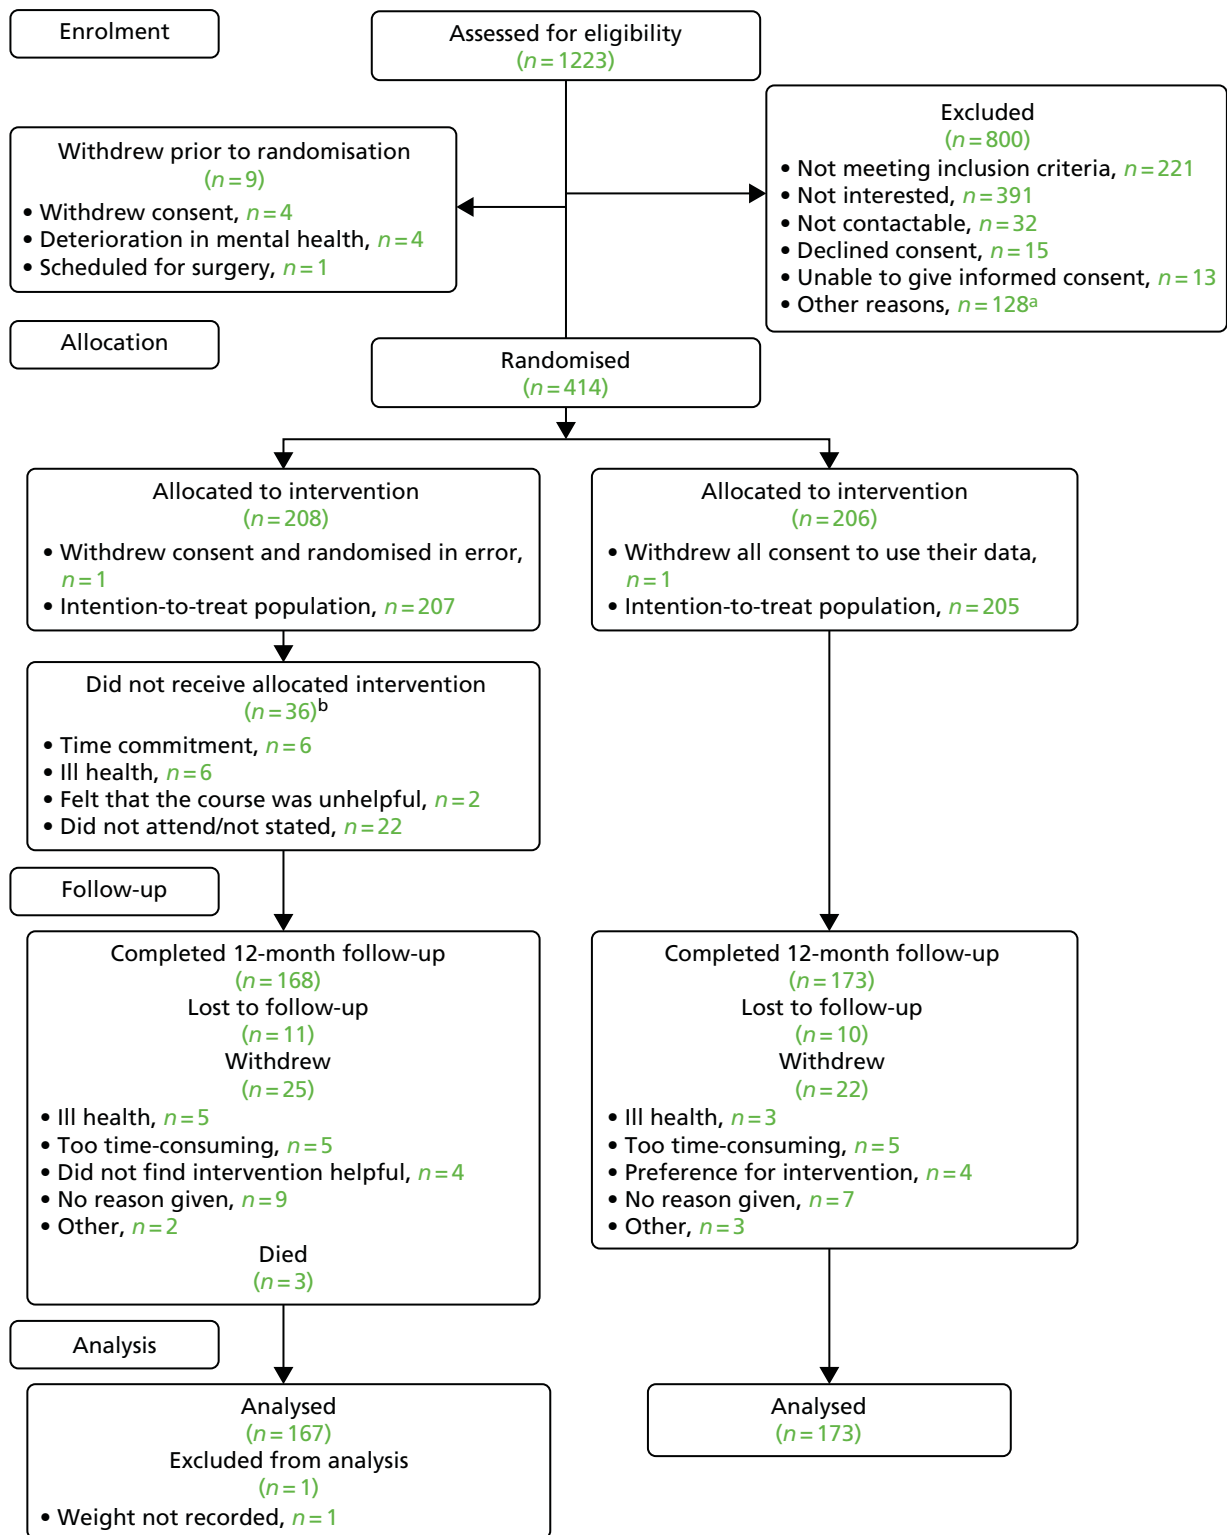 Enrolment
Assessed for eligibility
(n=1223)
Excluded
(n=800)
• Not meeting inclusion criteria, n=221
• Not interested, n=391
• Not contactable, n=32
• Declined consent, n=15
• Unable to give informed consent, n=13
• Other reasons, n=128a
Withdrew prior to randomisation
(n=9)
• Withdrew consent, n=4
• Deterioration in mental health, n=4
• Scheduled for surgery, n=1
Allocation
Randomised
(n=414)
Allocated to intervention
(n=208)
• Withdrew consent and randomised in error,
n=1
• Intention-to-treat population, n=207
Allocated to intervention
(n=206)
• Withdrew all consent to use their data,
n=1
• Intention-to-treat population, n=205
Did not receive allocated intervention
(n=36)b
• Time commitment, n=6
• Ill health, n=6
• Felt that the course was unhelpful, n=2
• Did not attend/not stated, n=22
Follow-up
Completed 12-month follow-up
(n=168)
Lost to follow-up
(n=11)
Withdrew
(n=25)
• Ill health, n=5
• Too time-consuming, n=5
• Did not find intervention helpful, n=4
• No reason given, n=9
• Other, n=2
Died
(n=3)
Completed 12-month follow-up
(n=173)
Lost to follow-up
(n=10)
Withdrew
(n=22)
• Ill health, n=3
• Too time-consuming, n=5
• Preference for intervention, n=4
• No reason given, n=7
• Other, n=3
Analysis
Analysed
(n=167)
Excluded from analysis
(n=1)
• Weight not recorded, n=1
Analysed
(n=173)